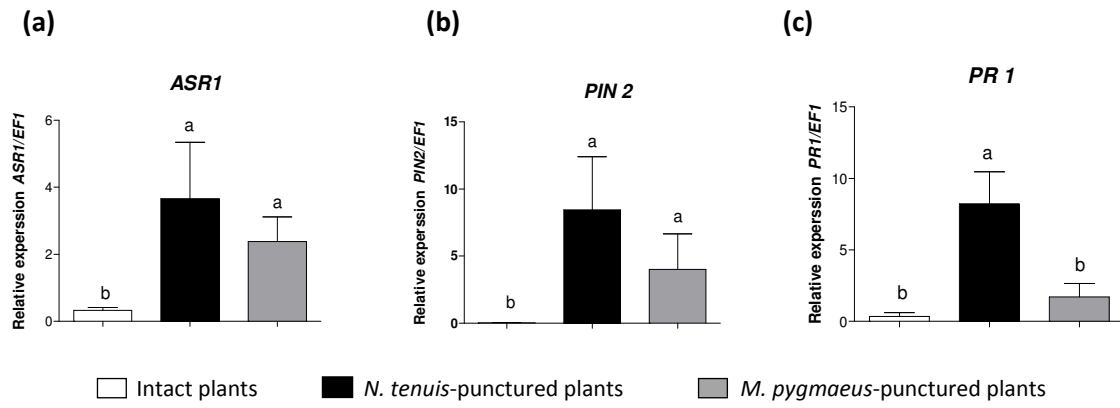 (a)
ASR1
Relative experssion ASR1/EF1
6
4
2
0
b
a
a
(b)
PIN 2
Relative experssion PIN2/EF1
15
10
5
0
b
a
a
(c)
PR 1
Relative experssion PR1/EF1
15
10
5
0
b
a
b
Intact plants N. tenuis-punctured plants M. pygmaeus-punctured plants